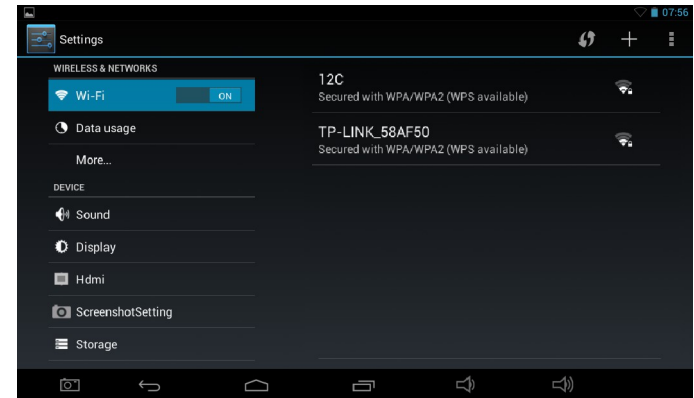 07:56
Settings
WIRELESS & NETWORKS
Wi-Fi ON
Data usage
More...
DEVICE
Sound
Display
Hdmi
ScreenshotSetting
Storage
12C
Secured with WPA/WPA2 (WPS available)
TP-LINK_58AF50
Secured with WPA/WPA2 (WPS available)